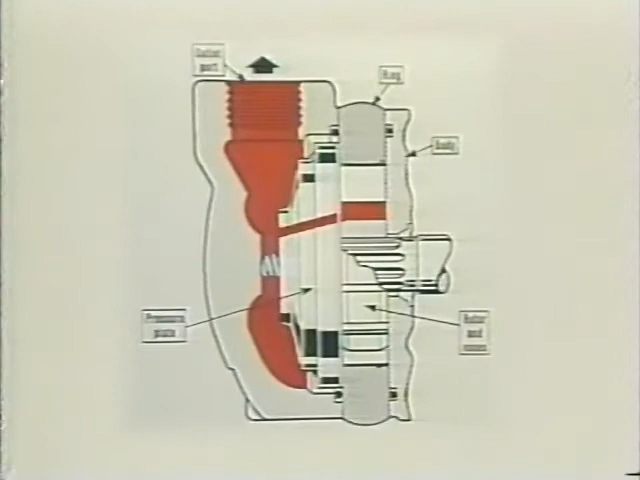 Outlet
port
Ring
Body
Pressure
plate
Rotor
and
vanes